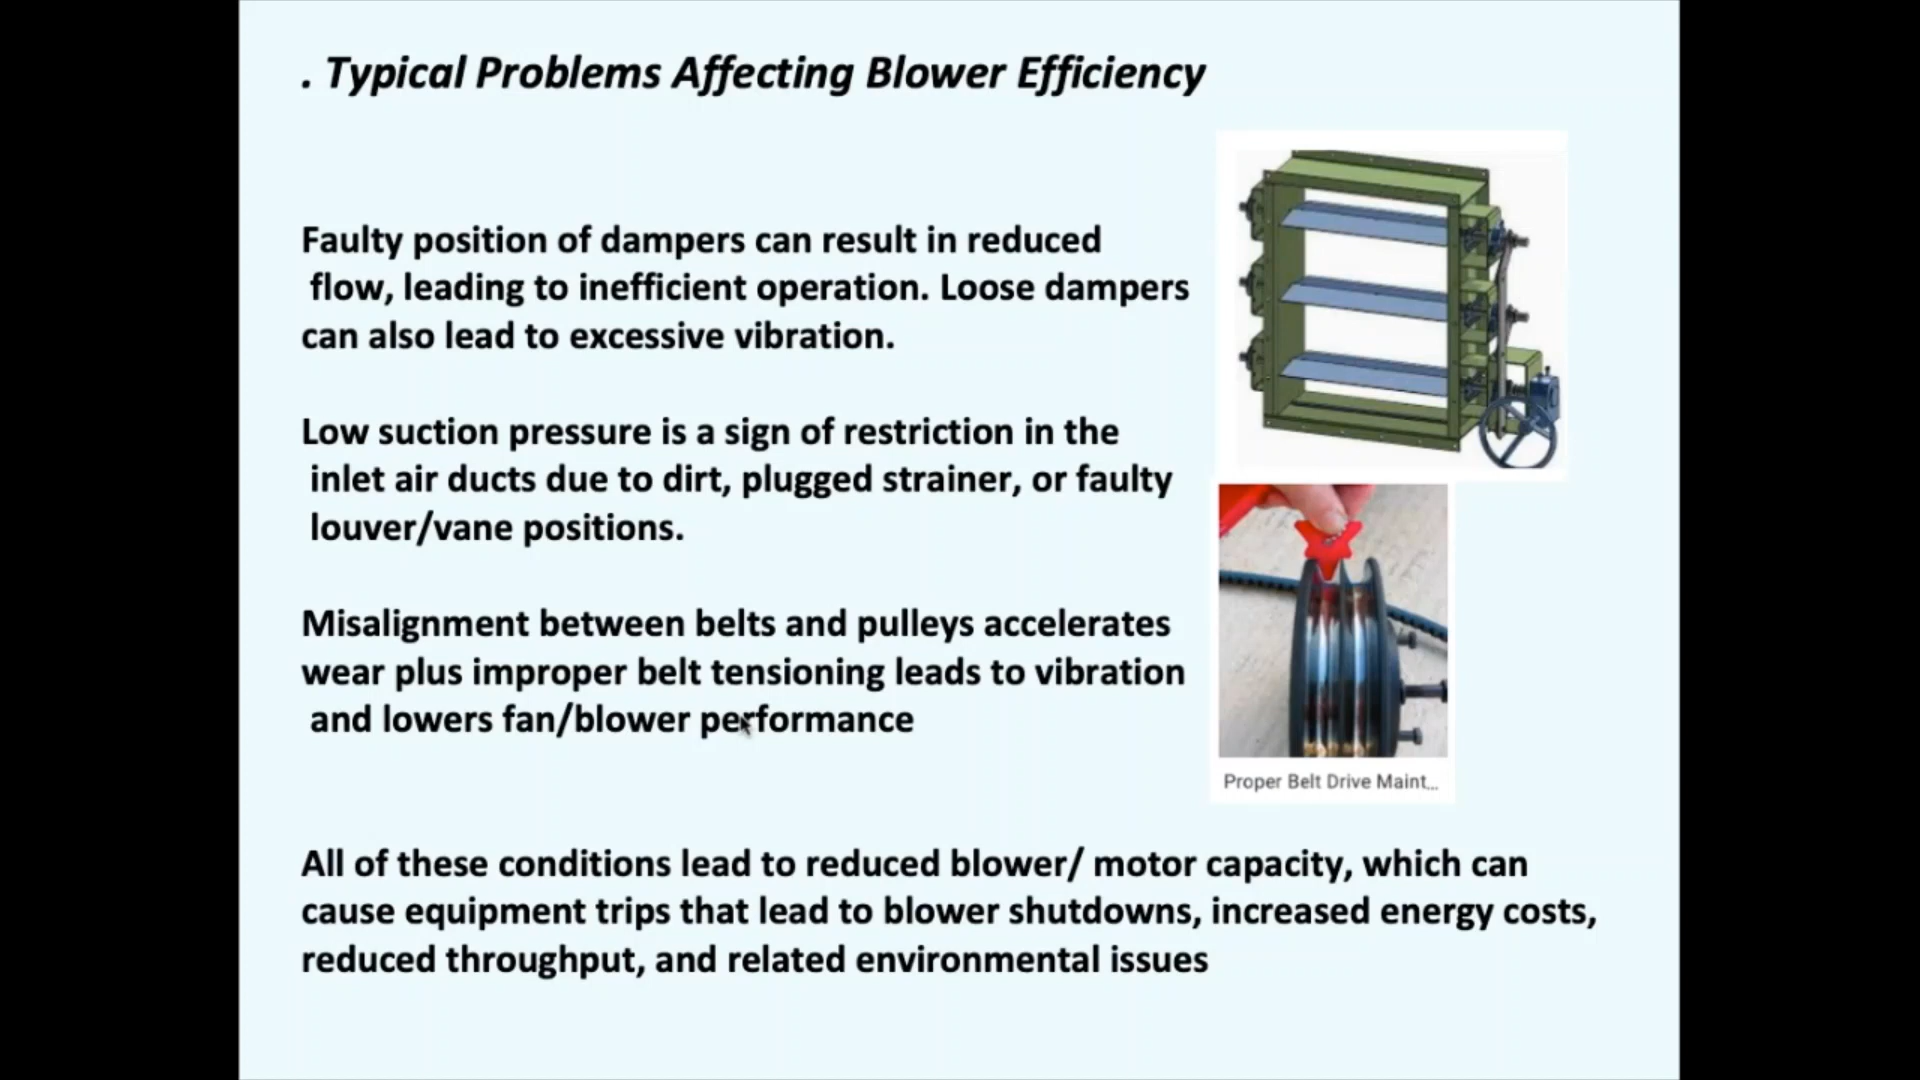 . Typical Problems Affecting Blower Efficiency
Faulty position of dampers can result in reduced
flow, leading to inefficient operation. Loose dampers
can also lead to excessive vibration.
Low suction pressure is a sign of restriction in the
inlet air ducts due to dirt, plugged strainer, or faulty
louver/vane positions.
Misalignment between belts and pulleys accelerates
wear plus improper belt tensioning leads to vibration
and lowers fan/blower performance
Proper Belt Drive Maint...
All of these conditions lead to reduced blower/ motor capacity, which can
cause equipment trips that lead to blower shutdowns, increased energy costs,
reduced throughput, and related environmental issues